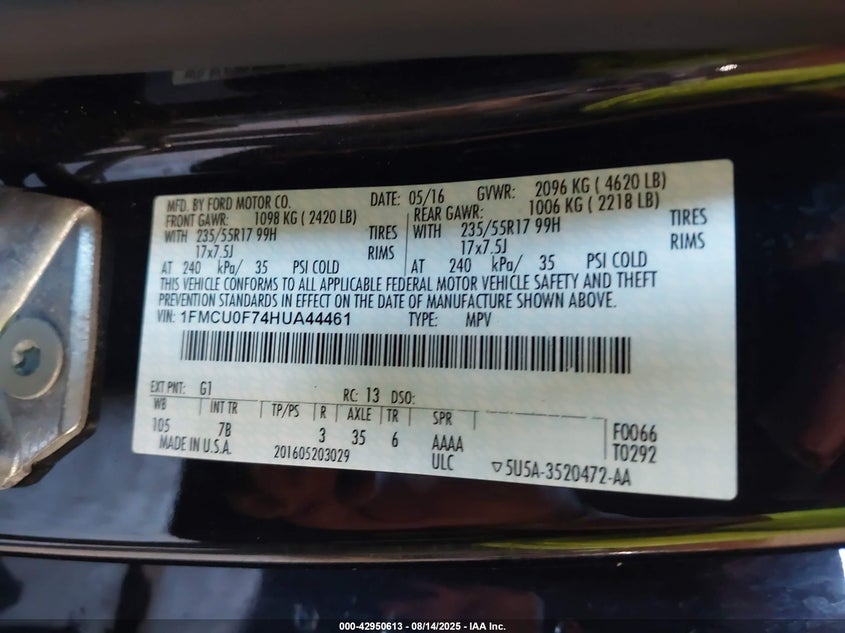 MFD. BY FORD MOTOR CO. DATE: 05/16 GVWR: 2096 KG ( 4620 LB)
FRONT GAWR: 1098 KG ( 2420 LB) REAR GAWR: 1006 KG ( 2218 LB)
WITH 235/55R17 99H TIRES WITH 235/55R17 99H TIRES
17x7.5J RIMS 17x7.5J RIMS
AT 240 kPa/ 35 PSI COLD AT 240 kPa/ 35 PSI COLD
THIS VEHICLE CONFORMS TO ALL APPLICABLE FEDERAL MOTOR VEHICLE SAFETY AND THEFT
PREVENTION STANDARDS IN EFFECT ON THE DATE OF MANUFACTURE SHOWN ABOVE.
VIN: 1FMCU0F74HUA44461 TYPE: MPV
EXT PNT: G1 RC: 13 DSO:
WB INT TR TP/PS R AXLE TR SPR
105 7B 3 35 6 AAAA F0066
MADE IN U.S.A. 201605203029 ULC T0292
5U5A-3520472-AA
000-42950613 - 08/14/2025 - IAA Inc.